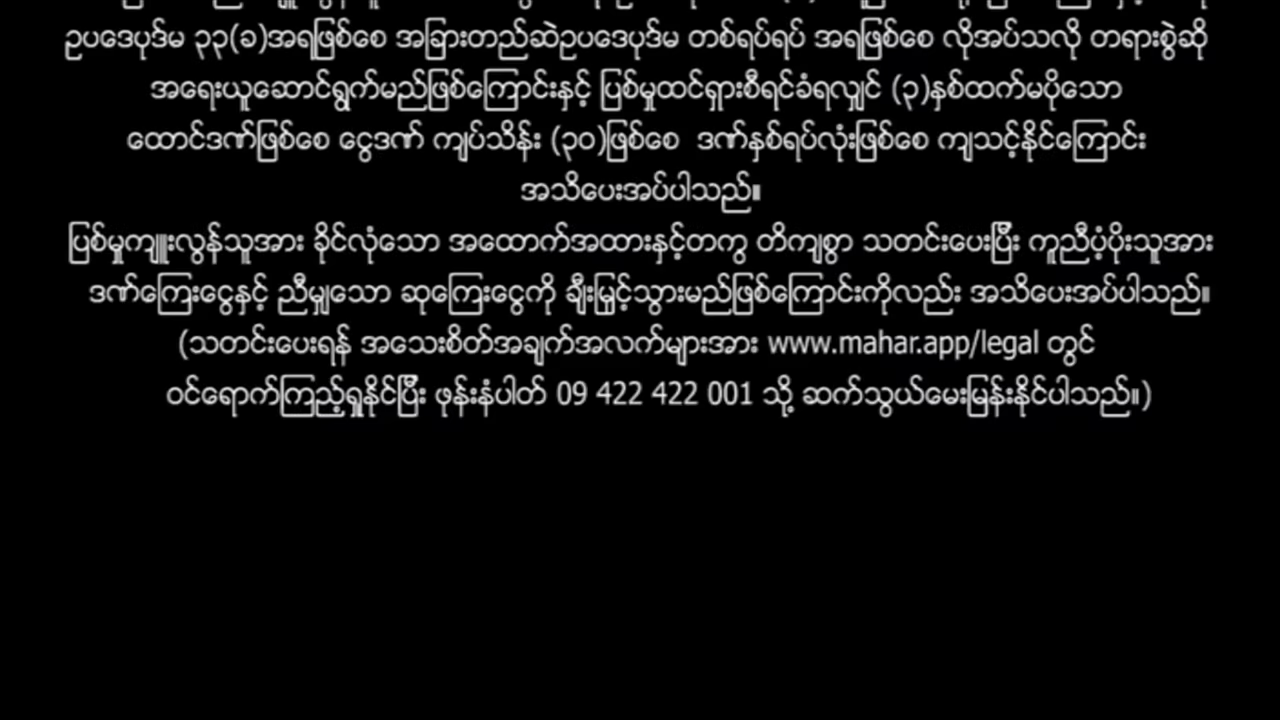 ဥပဒေပုဒ်မ ၃၃(ခ)အရဖြစ်စေ အခြားတည်ဆဲဥပဒေပုဒ်မ တစ်ရပ်ရပ် အရဖြစ်စေ လိုအပ်သလို တရားစွဲဆို
အရေးယူဆောင်ရွက်မည်ဖြစ်ကြောင်းနှင့် ပြစ်မှုထင်ရှားစီရင်ခံရလျှင် (၃)နှစ်ထက်မပိုသော
ထောင်ဒဏ်ဖြစ်စေ ငွေဒဏ် ကျပ်သိန်း (၃၀)ဖြစ်စေ ဒဏ်နှစ်ရပ်လုံးဖြစ်စေ ကျသင့်နိုင်ကြောင်း
အသိပေးအပ်ပါသည်။
ပြစ်မှုကျူးလွန်သူအား ခိုင်လုံသော အထောက်အထားနှင့်တကွ တိကျစွာ သတင်းပေးပြီး ကူညီပံ့ပိုးသူအား
ဒဏ်ကြေးငွေနှင့် ညီမျှသော ဆုကြေးငွေကို ချီးမြှင့်သွားမည်ဖြစ်ကြောင်းကိုလည်း အသိပေးအပ်ပါသည်။
(သတင်းပေးရန် အသေးစိတ်အချက်အလက်များအား www.mahar.app/legal တွင်
ဝင်ရောက်ကြည့်ရှုနိုင်ပြီး ဖုန်းနံပါတ် 09 422 422 001 သို့ ဆက်သွယ်မေးမြန်းနိုင်ပါသည်။)